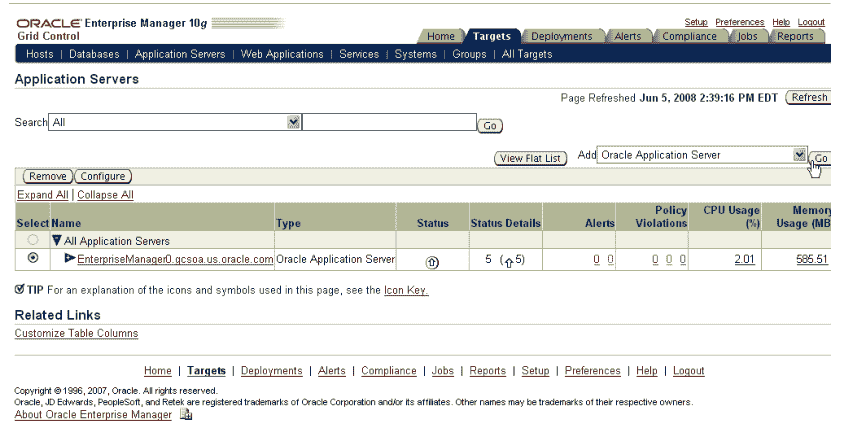 ORACLE Enterprise Manager 10g
Grid Control
Setup Preferences Help Logout
Home Targets Deployments Alerts Compliance Jobs Reports
Hosts | Databases | Application Servers | Web Applications | Services | Systems | Groups | All Targets
Application Servers
Page Refreshed Jun 5, 2008 2:39:16 PM EDT Refresh
Search All Go
View Flat List Add Oracle Application Server Go
Remove Configure
Expand All | Collapse All
Select Name Type Status Status Details Alerts Policy Violations CPU Usage (%) Memory Usage (MB
All Application Servers
EnterpriseManager0.gcsoa.us.oracle.com Oracle Application Server 5 ( 5) 0 0 0 0 0 2.01 585.51
TIP For an explanation of the icons and symbols used in this page, see the Icon Key.
Related Links
Customize Table Columns
Home | Targets | Deployments | Alerts | Compliance | Jobs | Reports | Setup | Preferences | Help | Logout
Copyright © 1996, 2007, Oracle. All rights reserved.
Oracle, JD Edwards, PeopleSoft, and Retek are registered trademarks of Oracle Corporation and/or its affiliates. Other names may be trademarks of their respective owners.
About Oracle Enterprise Manager